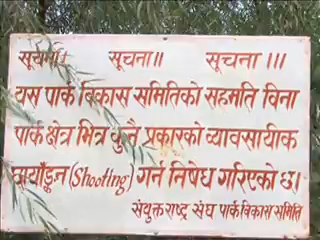 सूचना। सूचना॥ सूचना ।।।
यस पार्क विकास समितिको सहमति विना
पार्क क्षेत्र भित्र कुनै प्रकारको व्यावसायीक
छायाँङ्कन (Shooting) गर्न निषेध गरिएको छ।
संयुक्त राष्ट्र संघ पार्क विकास समिति